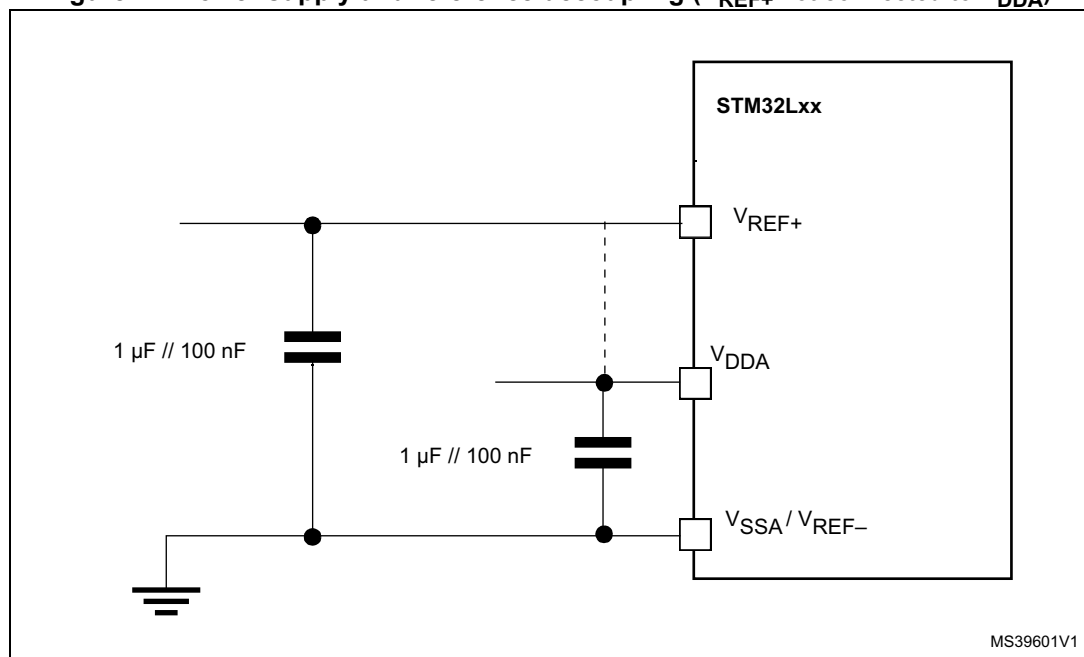 STM32Lxx
VREF+
1 µF // 100 nF
VDDA
1 µF // 100 nF
VSSA / VREF–
MS39601V1